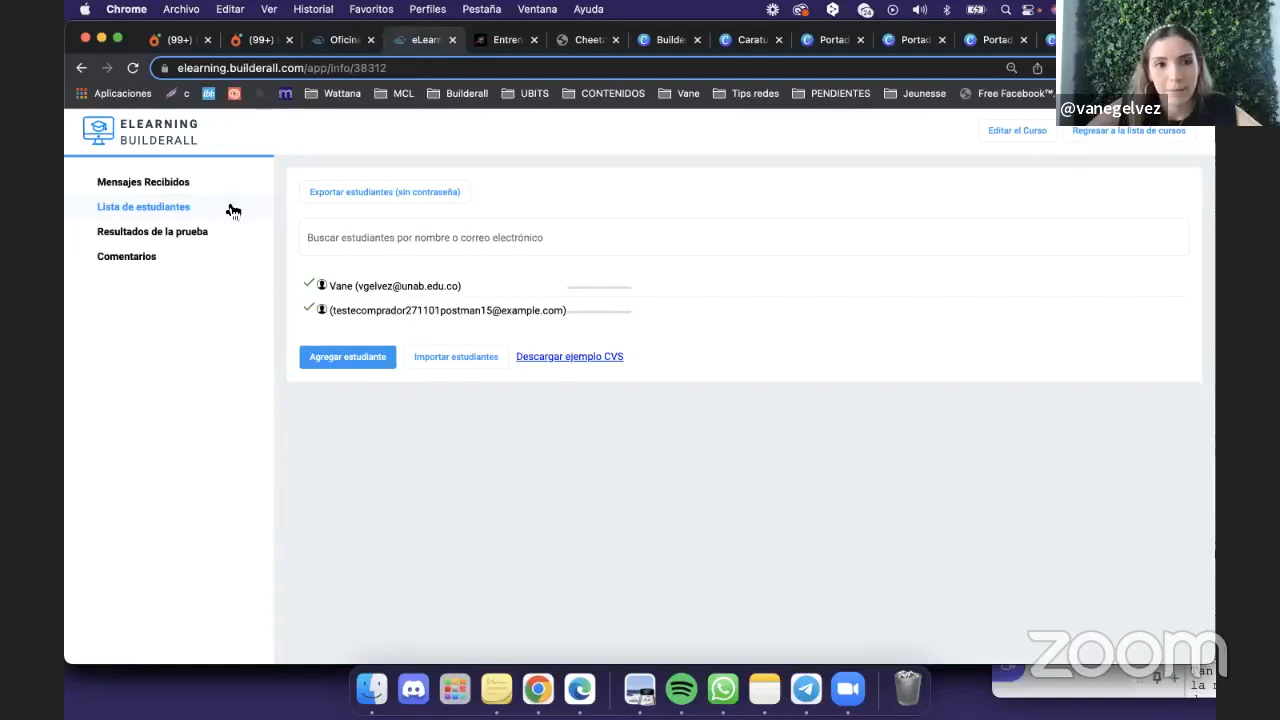 Chrome Archivo Editar Ver Historial Favoritos Perfiles Pestaña Ventana Ayuda
(99+) (99+) Oficin eLearn Entren Cheeta Builde Caratu Portad Portad Portad
elearning.builderall.com/app/info/38312
Aplicaciones c Wattana MCL Builderall UBITS CONTENIDOS Vane Tips redes PENDIENTES Jeunesse Free Facebook™
@vanegelvez
ELEARNING
BUILDERALL
Editar el Curso Regresar a la lista de cursos
Mensajes Recibidos
Lista de estudiantes
Resultados de la prueba
Comentarios
Exportar estudiantes (sin contraseña)
Buscar estudiantes por nombre o correo electrónico
Vane (vgelvez@unab.edu.co)
(testecomprador271101postman15@example.com)
Agregar estudiante Importar estudiantes Descargar ejemplo CVS
zoom